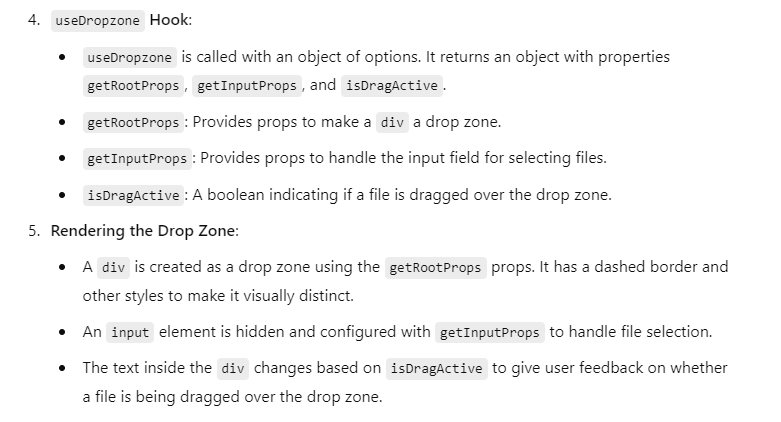 4. useDropzone Hook:
• useDropzone is called with an object of options. It returns an object with properties
getRootProps, getInputProps, and isDragActive.
• getRootProps: Provides props to make a div a drop zone.
• getInputProps: Provides props to handle the input field for selecting files.
• isDragActive: A boolean indicating if a file is dragged over the drop zone.
5. Rendering the Drop Zone:
• A div is created as a drop zone using the getRootProps props. It has a dashed border and
other styles to make it visually distinct.
• An input element is hidden and configured with getInputProps to handle file selection.
• The text inside the div changes based on isDragActive to give user feedback on whether
a file is being dragged over the drop zone.